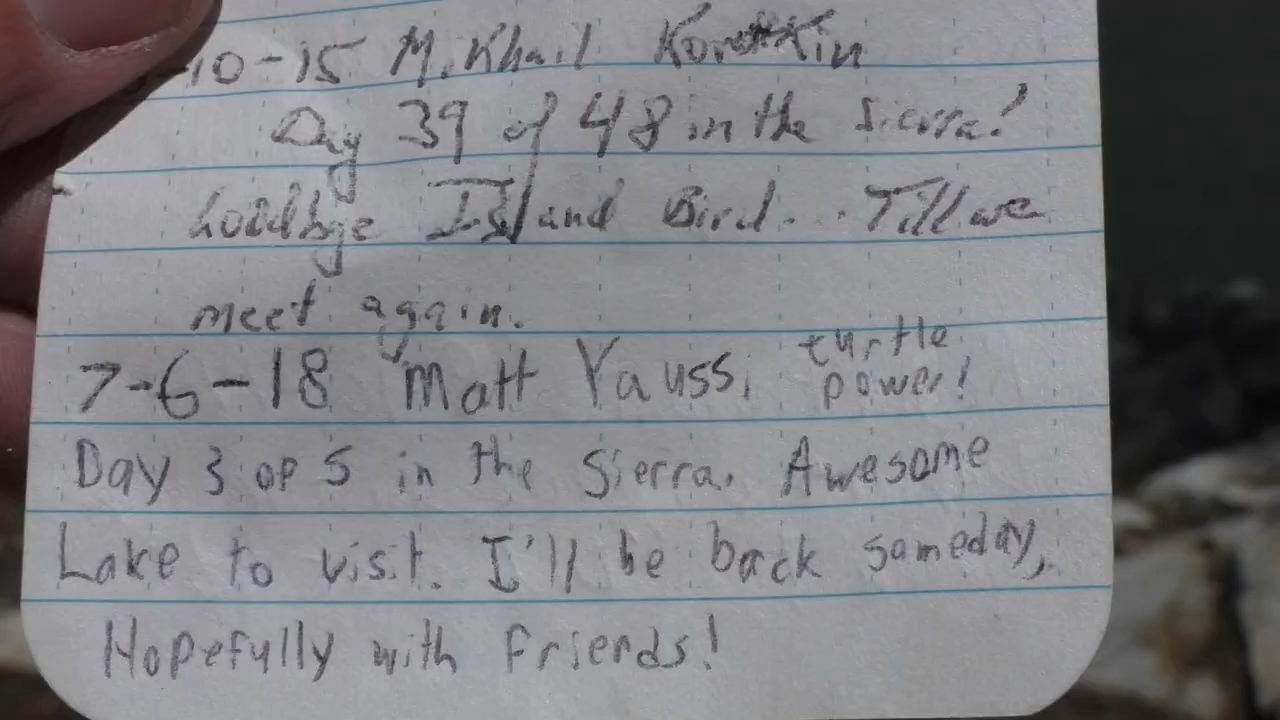 -10-15 Mikhail
Day 39 of 48 in the Sierra!
Goodbye Island Bird... Till we
meet again.
7-6-18 Matt Yaussi turtle power!
Day 3 of 5 in the Sierra. Awesome
Lake to visit. I'll be back someday,
Hopefully with friends!